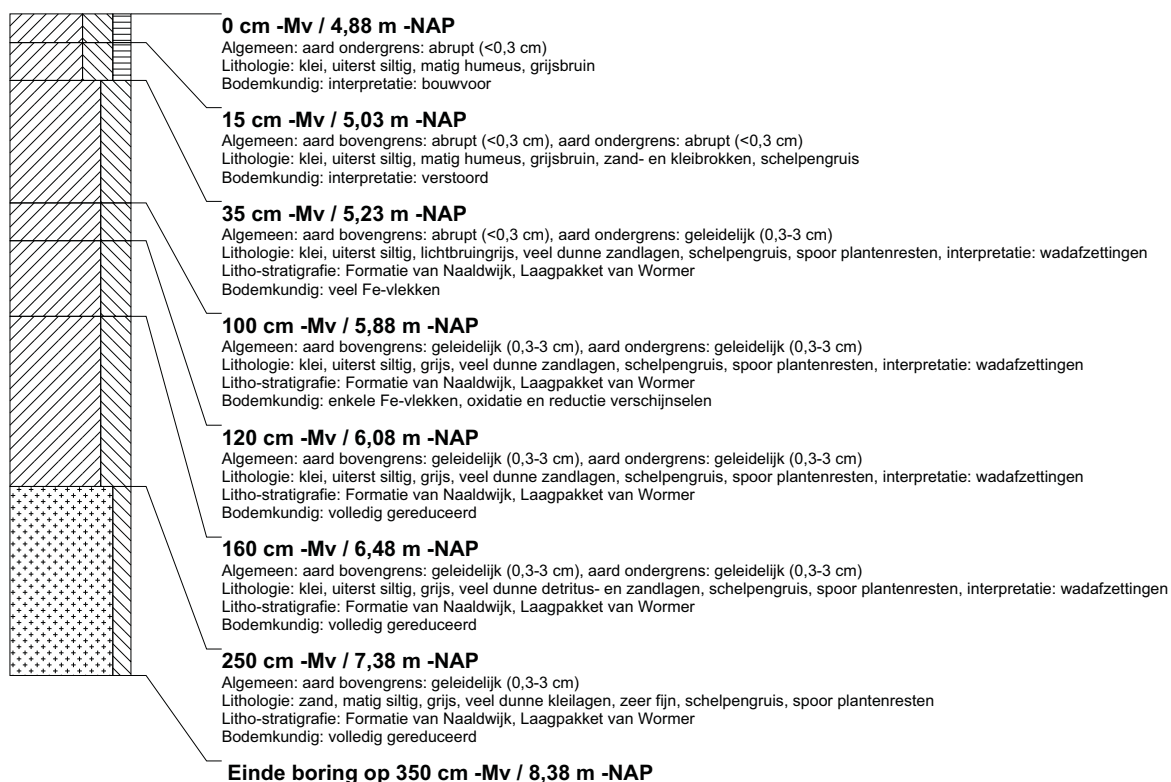 0 cm -Mv / 4,88 m -NAP
Algemeen: aard ondergrens: abrupt (<0,3 cm)
Lithologie: klei, uiterst siltig, matig humeus, grijsbruin
Bodemkundig: interpretatie: bouwvoor
15 cm -Mv / 5,03 m -NAP
Algemeen: aard bovengrens: abrupt (<0,3 cm), aard ondergrens: abrupt (<0,3 cm)
Lithologie: klei, uiterst siltig, matig humeus, grijsbruin, zand- en kleibrokken, schelpengruis
Bodemkundig: interpretatie: verstoord
35 cm -Mv / 5,23 m -NAP
Algemeen: aard bovengrens: abrupt (<0,3 cm), aard ondergrens: geleidelijk (0,3-3 cm)
Lithologie: klei, uiterst siltig, lichtbruingrijs, veel dunne zandlagen, schelpengruis, spoor plantenresten, interpretatie: wadafzettingen
Litho-stratigrafie: Formatie van Naaldwijk, Laagpakket van Wormer
Bodemkundig: veel Fe-vlekken
100 cm -Mv / 5,88 m -NAP
Algemeen: aard bovengrens: geleidelijk (0,3-3 cm), aard ondergrens: geleidelijk (0,3-3 cm)
Lithologie: klei, uiterst siltig, grijs, veel dunne zandlagen, schelpengruis, spoor plantenresten, interpretatie: wadafzettingen
Litho-stratigrafie: Formatie van Naaldwijk, Laagpakket van Wormer
Bodemkundig: enkele Fe-vlekken, oxidatie en reductie verschijnselen
120 cm -Mv / 6,08 m -NAP
Algemeen: aard bovengrens: geleidelijk (0,3-3 cm), aard ondergrens: geleidelijk (0,3-3 cm)
Lithologie: klei, uiterst siltig, grijs, veel dunne zandlagen, schelpengruis, spoor plantenresten, interpretatie: wadafzettingen
Litho-stratigrafie: Formatie van Naaldwijk, Laagpakket van Wormer
Bodemkundig: volledig gereduceerd
160 cm -Mv / 6,48 m -NAP
Algemeen: aard bovengrens: geleidelijk (0,3-3 cm), aard ondergrens: geleidelijk (0,3-3 cm)
Lithologie: klei, uiterst siltig, grijs, veel dunne detritus- en zandlagen, schelpengruis, spoor plantenresten, interpretatie: wadafzettingen
Litho-stratigrafie: Formatie van Naaldwijk, Laagpakket van Wormer
Bodemkundig: volledig gereduceerd
250 cm -Mv / 7,38 m -NAP
Algemeen: aard bovengrens: geleidelijk (0,3-3 cm)
Lithologie: zand, matig siltig, grijs, veel dunne kleilagen, zeer fijn, schelpengruis, spoor plantenresten
Litho-stratigrafie: Formatie van Naaldwijk, Laagpakket van Wormer
Bodemkundig: volledig gereduceerd
Einde boring op 350 cm -Mv / 8,38 m -NAP